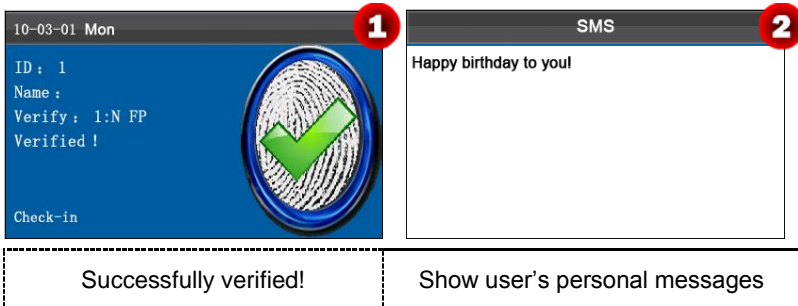 10-03-01 Mon
1
ID: 1
Name:
Verify: 1:N FP
Verified!
Check-in
SMS
2
Happy birthday to you!
Successfully verified!
Show user's personal messages